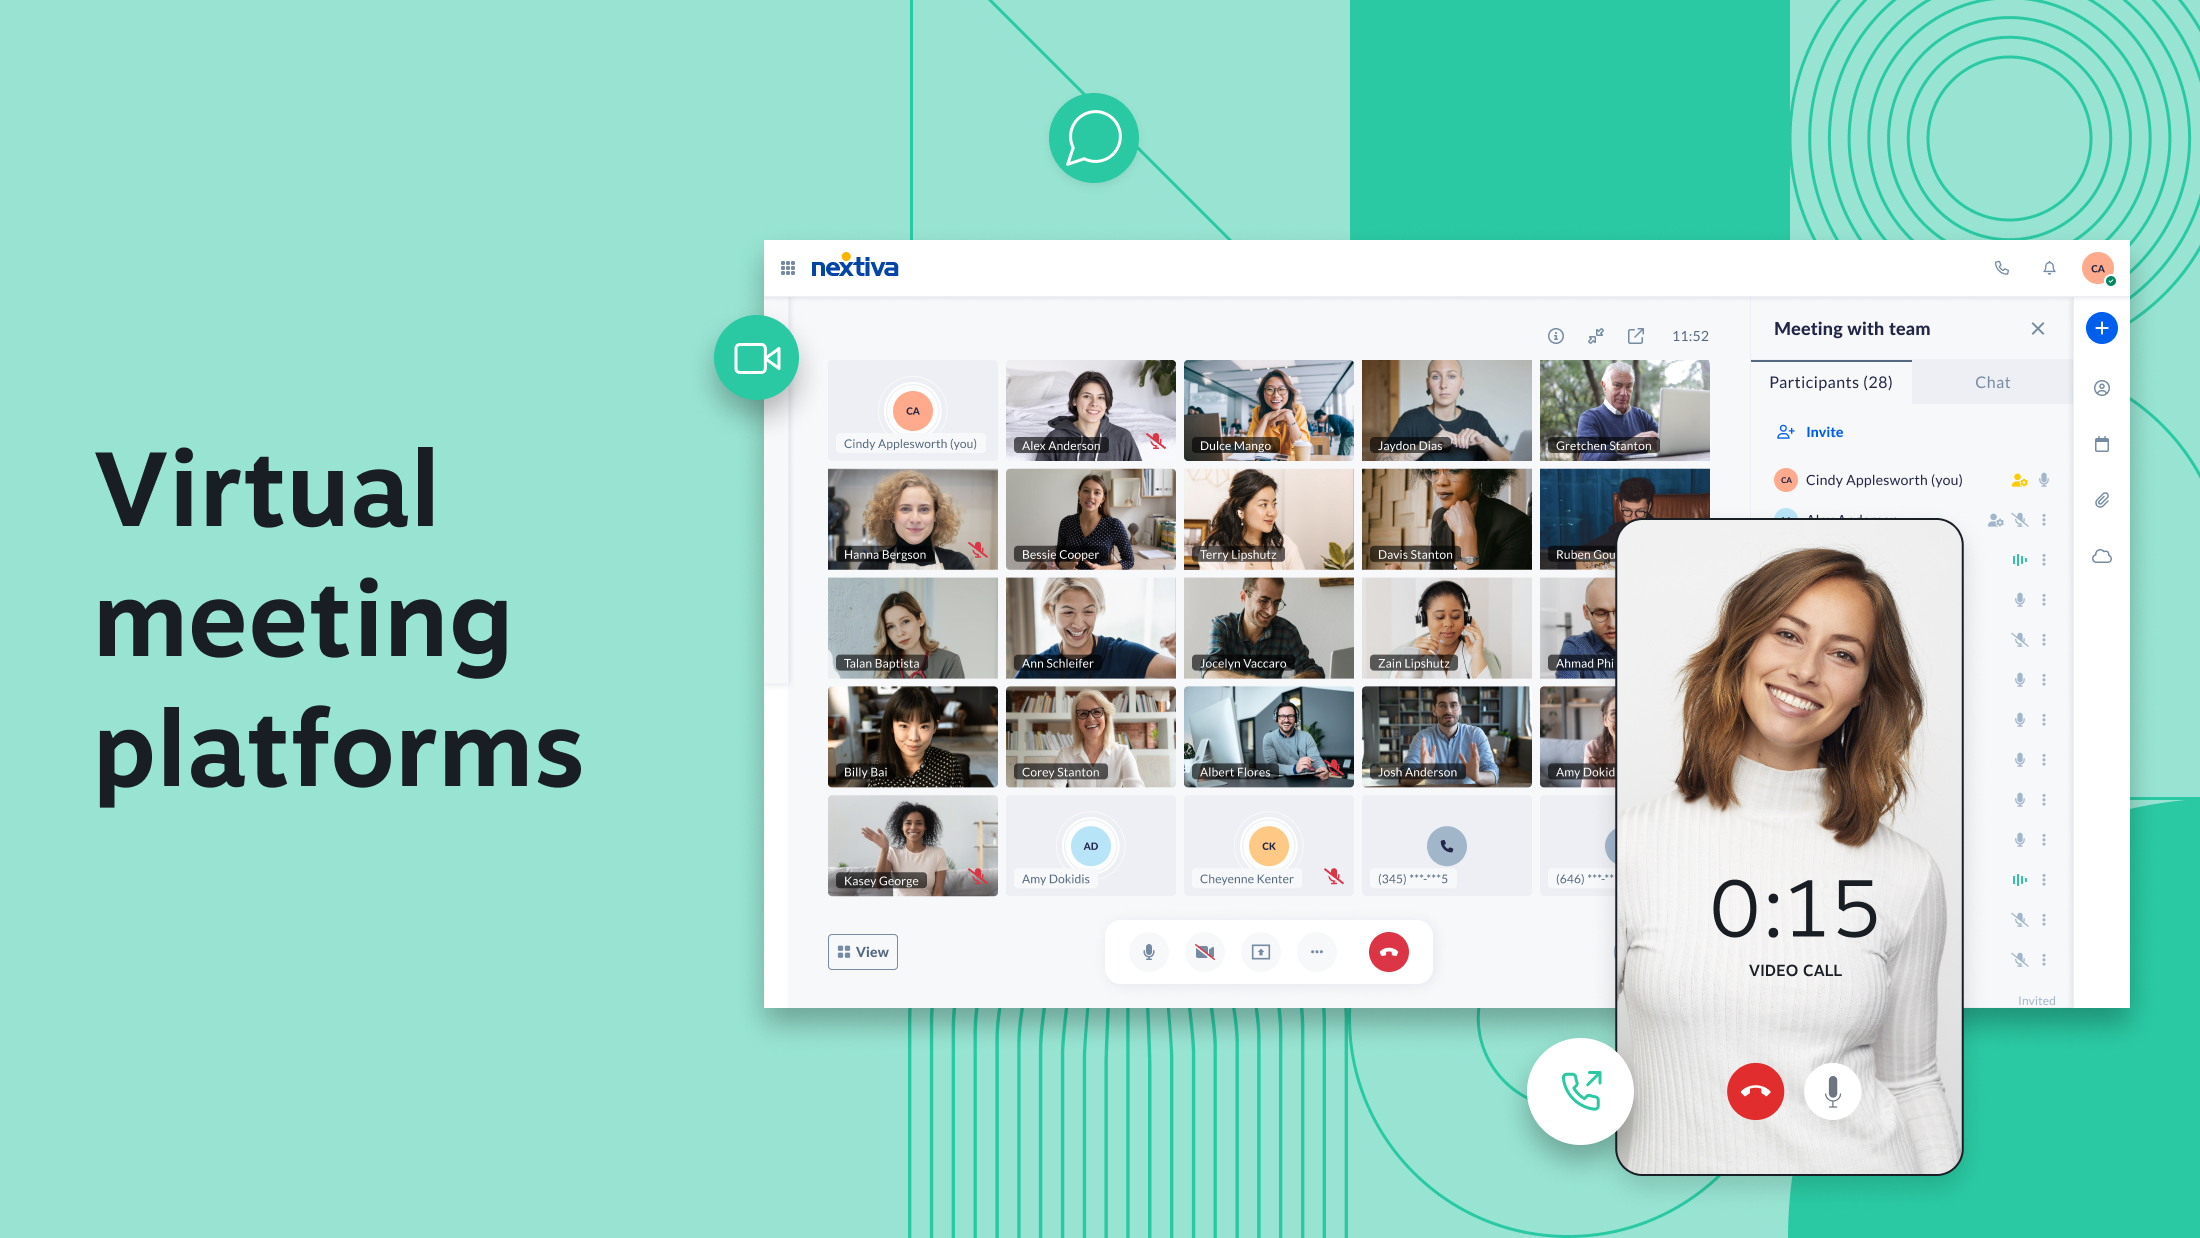 Virtual
meeting
platforms
nextiva
CA
11:52
Meeting with team
Participants (28)
Chat
Invite
CA
Cindy Applesworth (you)
CA
Cindy Applesworth (you)
Alex Anderson
Dulce Mango
Jaydon Dias
Gretchen Stanton
Hanna Bergson
Bessie Cooper
Terry Lipshutz
Davis Stanton
Ruben Gou
Talan Baptista
Ann Schleifer
Jocelyn Vaccaro
Zain Lipshutz
Ahmad Phi
Billy Bai
Corey Stanton
Albert Flores
Josh Anderson
Amy Dokid
Kasey George
AD
Amy Dokidis
CK
Cheyenne Kenter
(345) ***-***5
(646) ***-**
View
Invited
0:15
VIDEO CALL